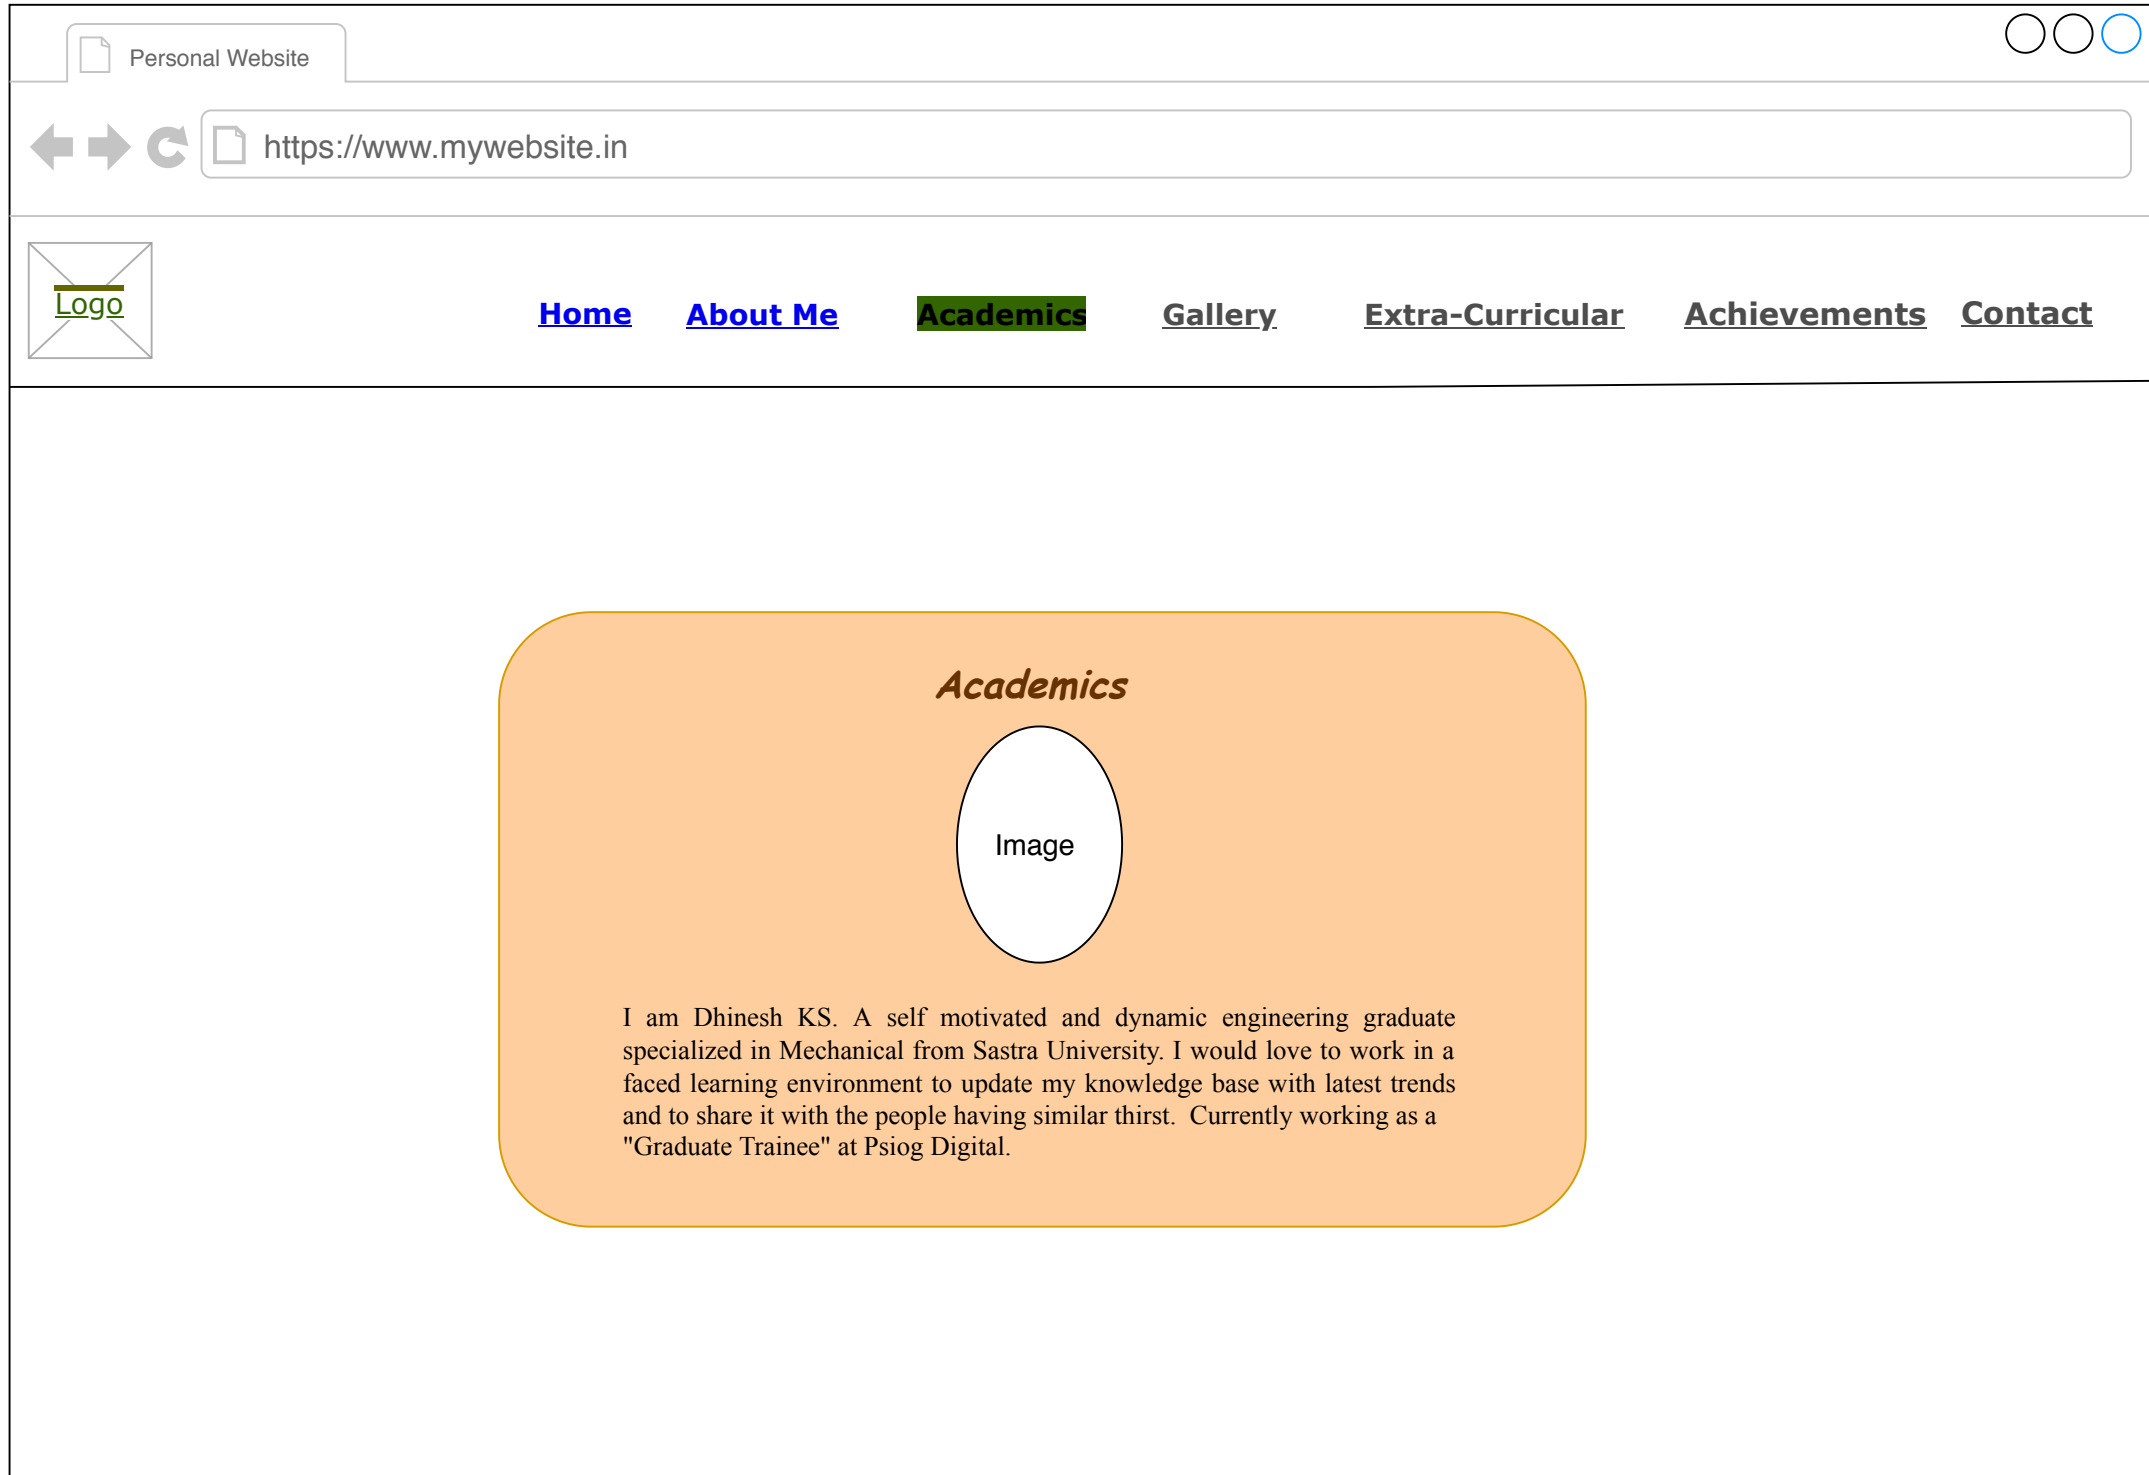 Personal Website
https://www.mywebsite.in
Logo
Home About Me Academics Gallery Extra-Curricular Achievements Contact
Academics
Image
I am Dhinesh KS. A self motivated and dynamic engineering graduate
specialized in Mechanical from Sastra University. I would love to work in a
faced learning environment to update my knowledge base with latest trends
and to share it with the people having similar thirst.  Currently working as a
"Graduate Trainee" at Psiog Digital.